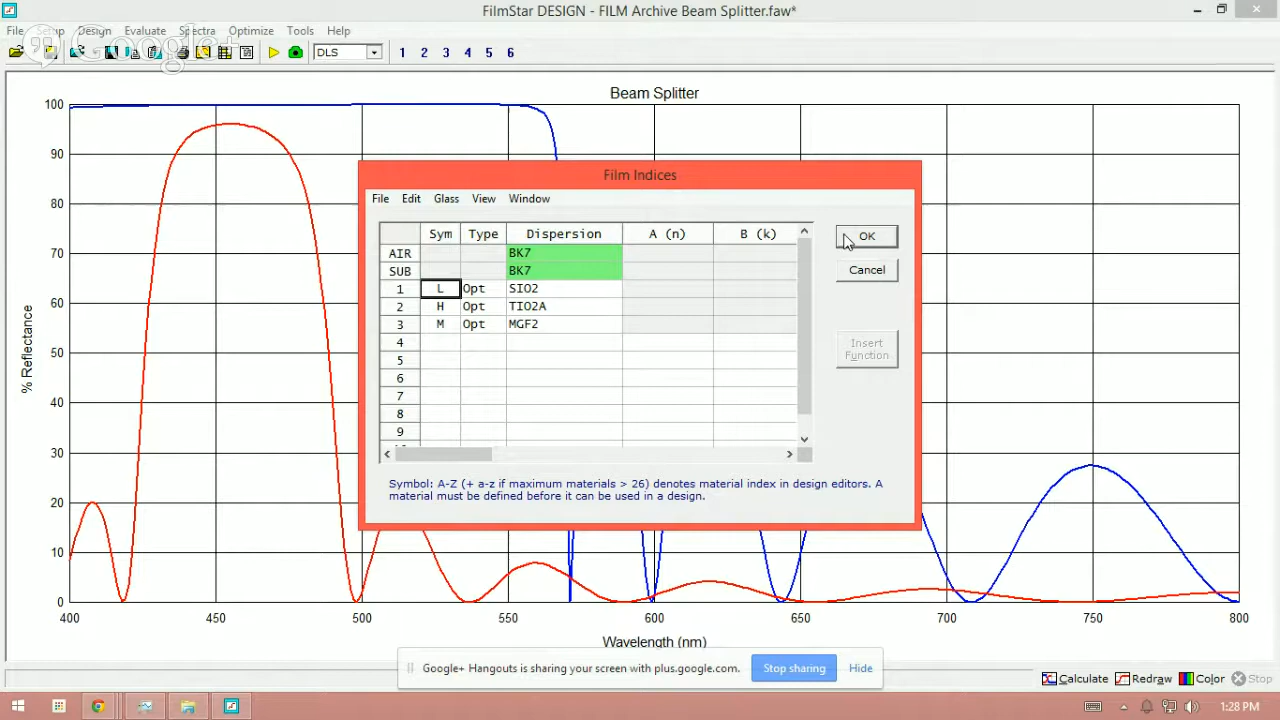 FilmStar DESIGN - FILM Archive Beam Splitter.faw*
File Setup Design Evaluate Spectra Optimize Tools Help
Google+
DLS 1 2 3 4 5 6
Beam Splitter
100
90
80
70
60
50
40
30
20
10
0
% Reflectance
400 450 500 550 600 650 700 750 800
Wavelength (nm)
Film Indices
File Edit Glass View Window
Sym Type Dispersion A (n) B (k)
AIR BK7
SUB BK7
1 L Opt SIO2
2 H Opt TIO2A
3 M Opt MGF2
4
5
6
7
8
9
OK
Cancel
Insert
Function
Symbol: A-Z (+ a-z if maximum materials > 26) denotes material index in design editors. A
material must be defined before it can be used in a design.
Google+ Hangouts is sharing your screen with plus.google.com. Stop sharing Hide
Calculate Redraw Color Stop
1:28 PM